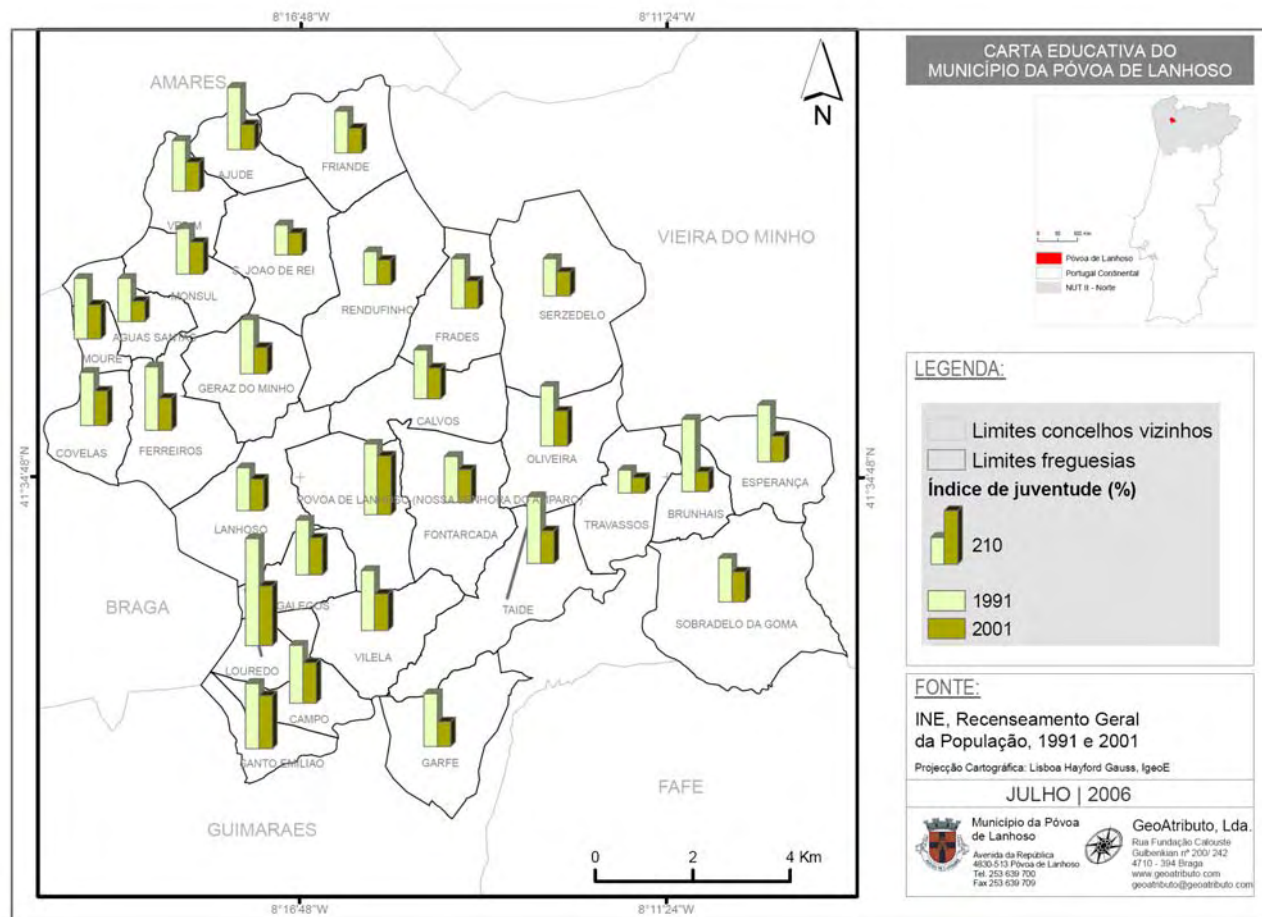 8°16'48"W
8°11'24"W
CARTA EDUCATIVA DO
MUNICÍPIO DA PÓVOA DE LANHOSO
AMARES
N
AJUDE
FRIANDE
VIEIRA DO MINHO
S. JOAO DE REI
MONSUL
RENDUFINHO
FRADES
SERZEDELO
AGUAS SANTAS
MOURE
GERAZ DO MINHO
CALVOS
COVELAS
FERREIROS
OLIVEIRA
ESPERANÇA
41°34'48"N
41°34'48"N
POVOA DE LANHOSO (NOSSA SENHORA DO AMPARO)
LANHOSO
FONTARCADA
TRAVASSOS
BRUNHAIS
BRAGA
GALEGOS
TAIDE
SOBRADELO DA GOMA
VILELA
LOUREDO
CAMPO
SANTO EMILIAO
GARFE
FAFE
GUIMARAES
0 2 4 Km
8°16'48"W
8°11'24"W
Póvoa de Lanhoso
Portugal Continental
NUT II - Norte
LEGENDA:
Limites concelhos vizinhos
Limites freguesias
Índice de juventude (%)
210
1991
2001
FONTE:
INE, Recenseamento Geral
da População, 1991 e 2001
Projecção Cartográfica: Lisboa Hayford Gauss, IgeoE
JULHO | 2006
Município da Póvoa
de Lanhoso
Avenida da República
4830-513 Póvoa de Lanhoso
Tel. 253 639 700
Fax 253 639 709
GeoAtributo, Lda.
Rua Fundação Calouste
Gulbenkian nº 200/ 242
4710 - 394 Braga
www.geoatributo.com
geoatributo@geoatributo.com